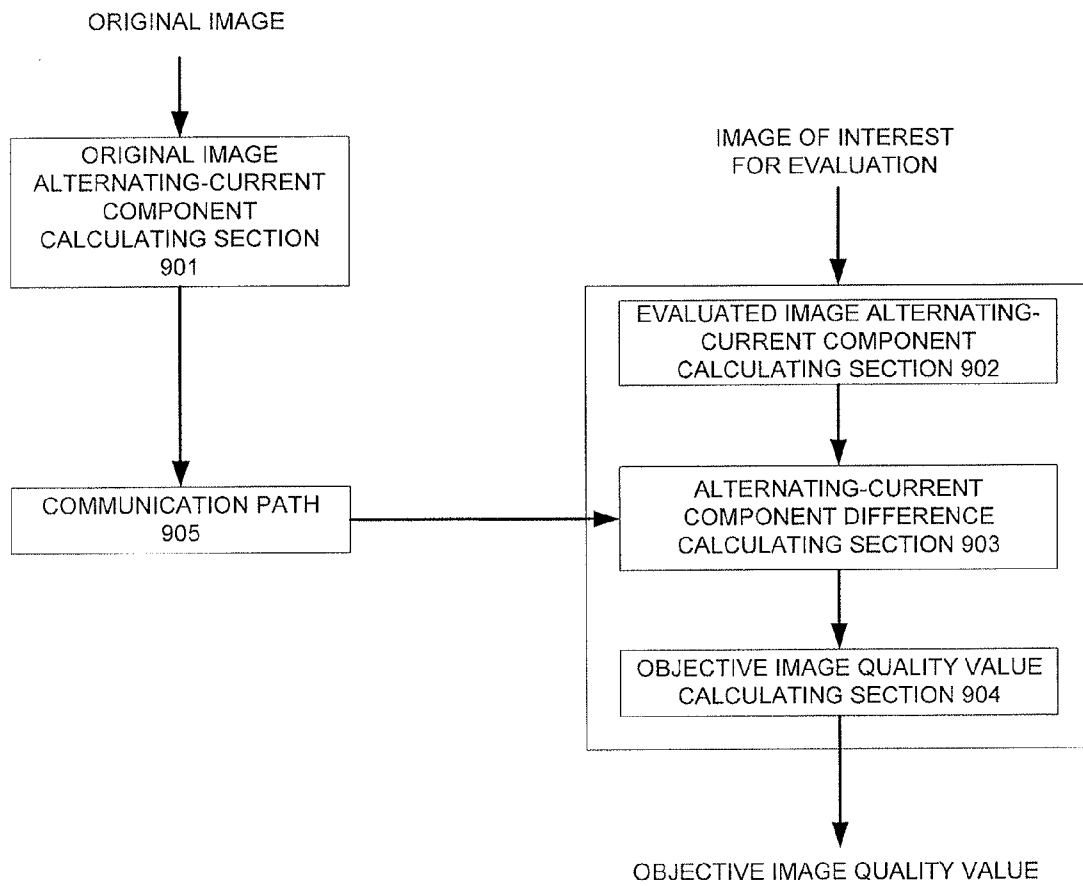 ORIGINAL IMAGE
ORIGINAL IMAGE
ALTERNATING-CURRENT
COMPONENT
CALCULATING SECTION
901
COMMUNICATION PATH
905
IMAGE OF INTEREST
FOR EVALUATION
EVALUATED IMAGE ALTERNATING-
CURRENT COMPONENT
CALCULATING SECTION 902
ALTERNATING-CURRENT
COMPONENT DIFFERENCE
CALCULATING SECTION 903
OBJECTIVE IMAGE QUALITY VALUE
CALCULATING SECTION 904
OBJECTIVE IMAGE QUALITY VALUE